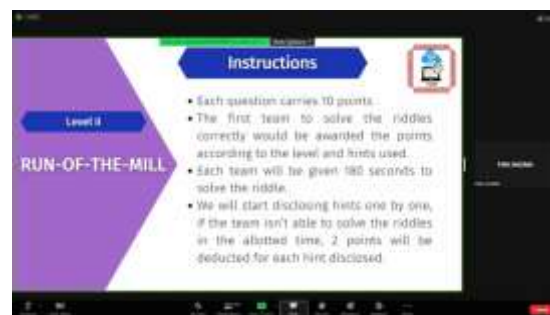 Instructions
Level II
RUN-OF-THE-MILL
• Each question carries 10 points.
• The first team to solve the riddles
correctly would be awarded the points
according to the level and hints used.
• Each team will be given 180 seconds to
solve the riddle.
• We will start disclosing hints one by one,
if the team isn't able to solve the riddles
in the allotted time, 2 points will be
deducted for each hint disclosed